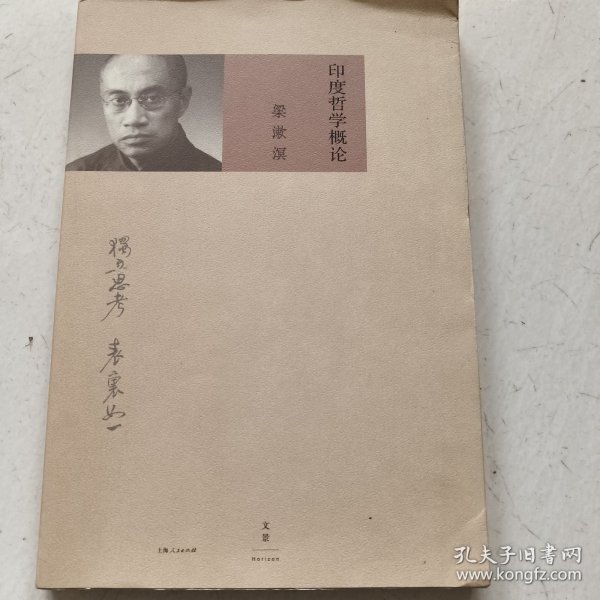 印度哲学概论
梁漱溟
獨立思考 表裏如一
文景
Horizon
上海人民出版社
孔夫子旧书网
www.kongfz.com